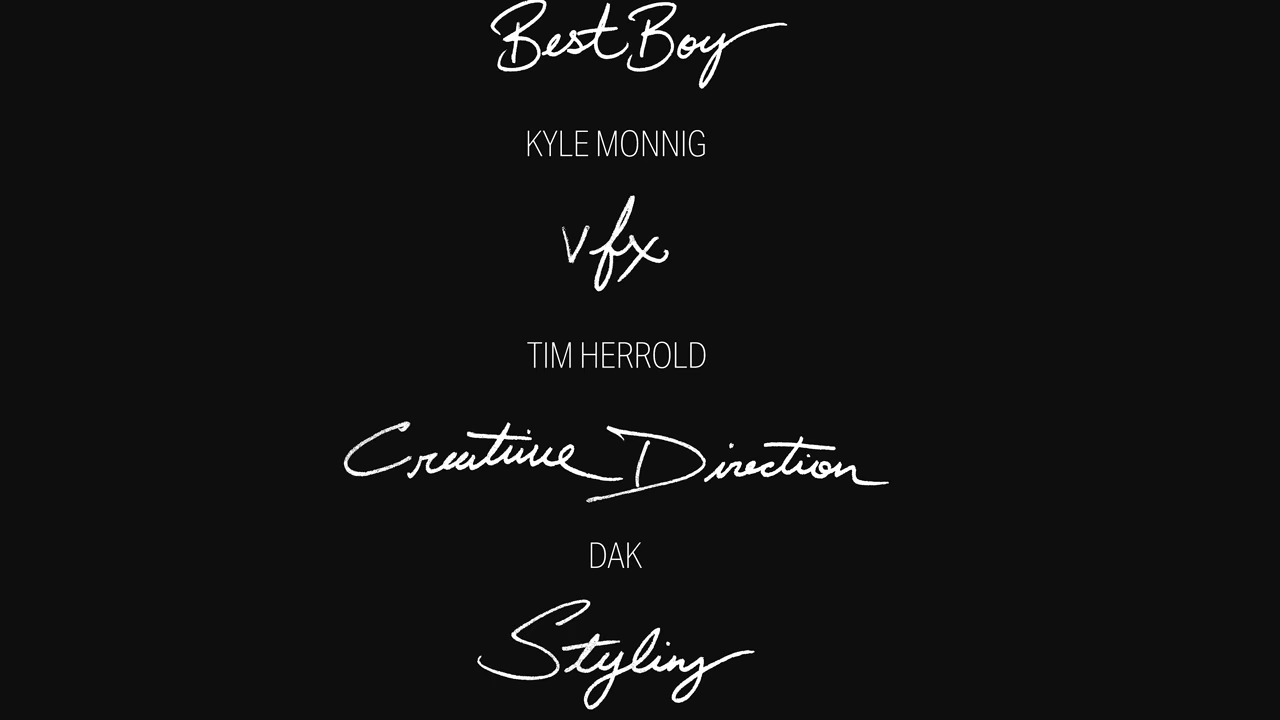 Best Boy
KYLE MONNIG
vfx
TIM HERROLD
Creative Direction
DAK
Styling